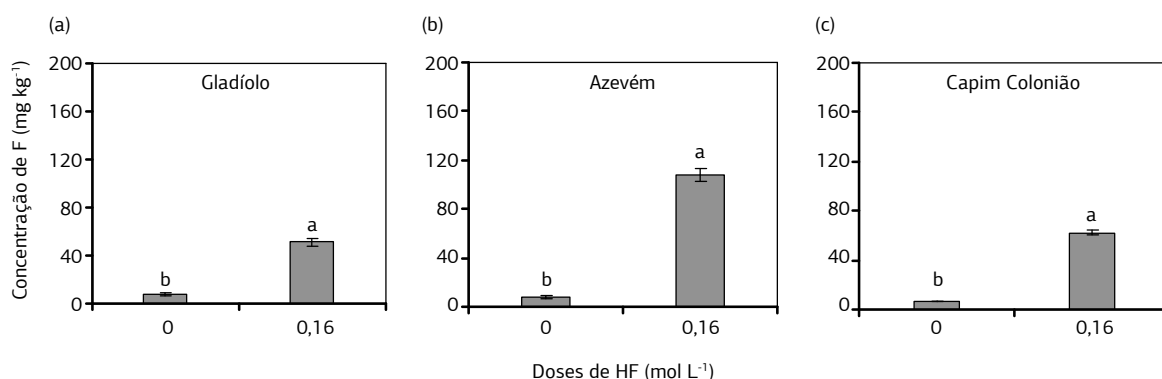 (a)
(b)
(c)
Concentração de F (mg kg⁻¹)
200
160
120
80
40
0
Gladíolo
b
a
0
0,16
200
160
120
80
40
0
Azevém
b
a
0
0,16
200
160
120
80
40
0
Capim Colonião
b
a
0
0,16
Doses de HF (mol L⁻¹)